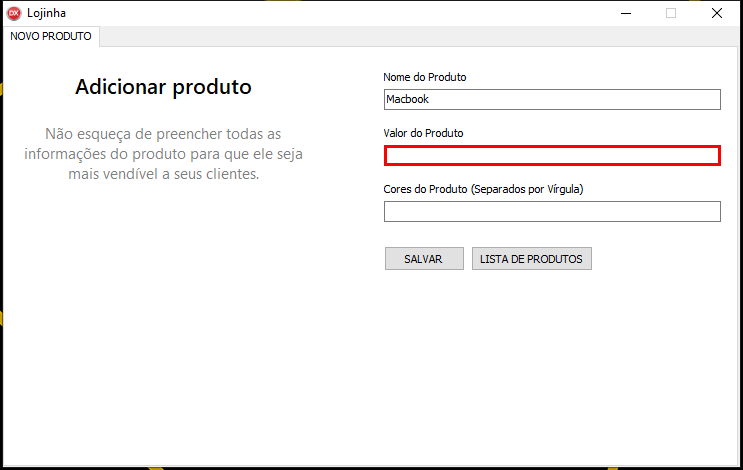 DX Lojinha
NOVO PRODUTO
Adicionar produto
Não esqueça de preencher todas as
informações do produto para que ele seja
mais vendível a seus clientes.
Nome do Produto
Macbook
Valor do Produto
Cores do Produto (Separados por Vírgula)
SALVAR
LISTA DE PRODUTOS